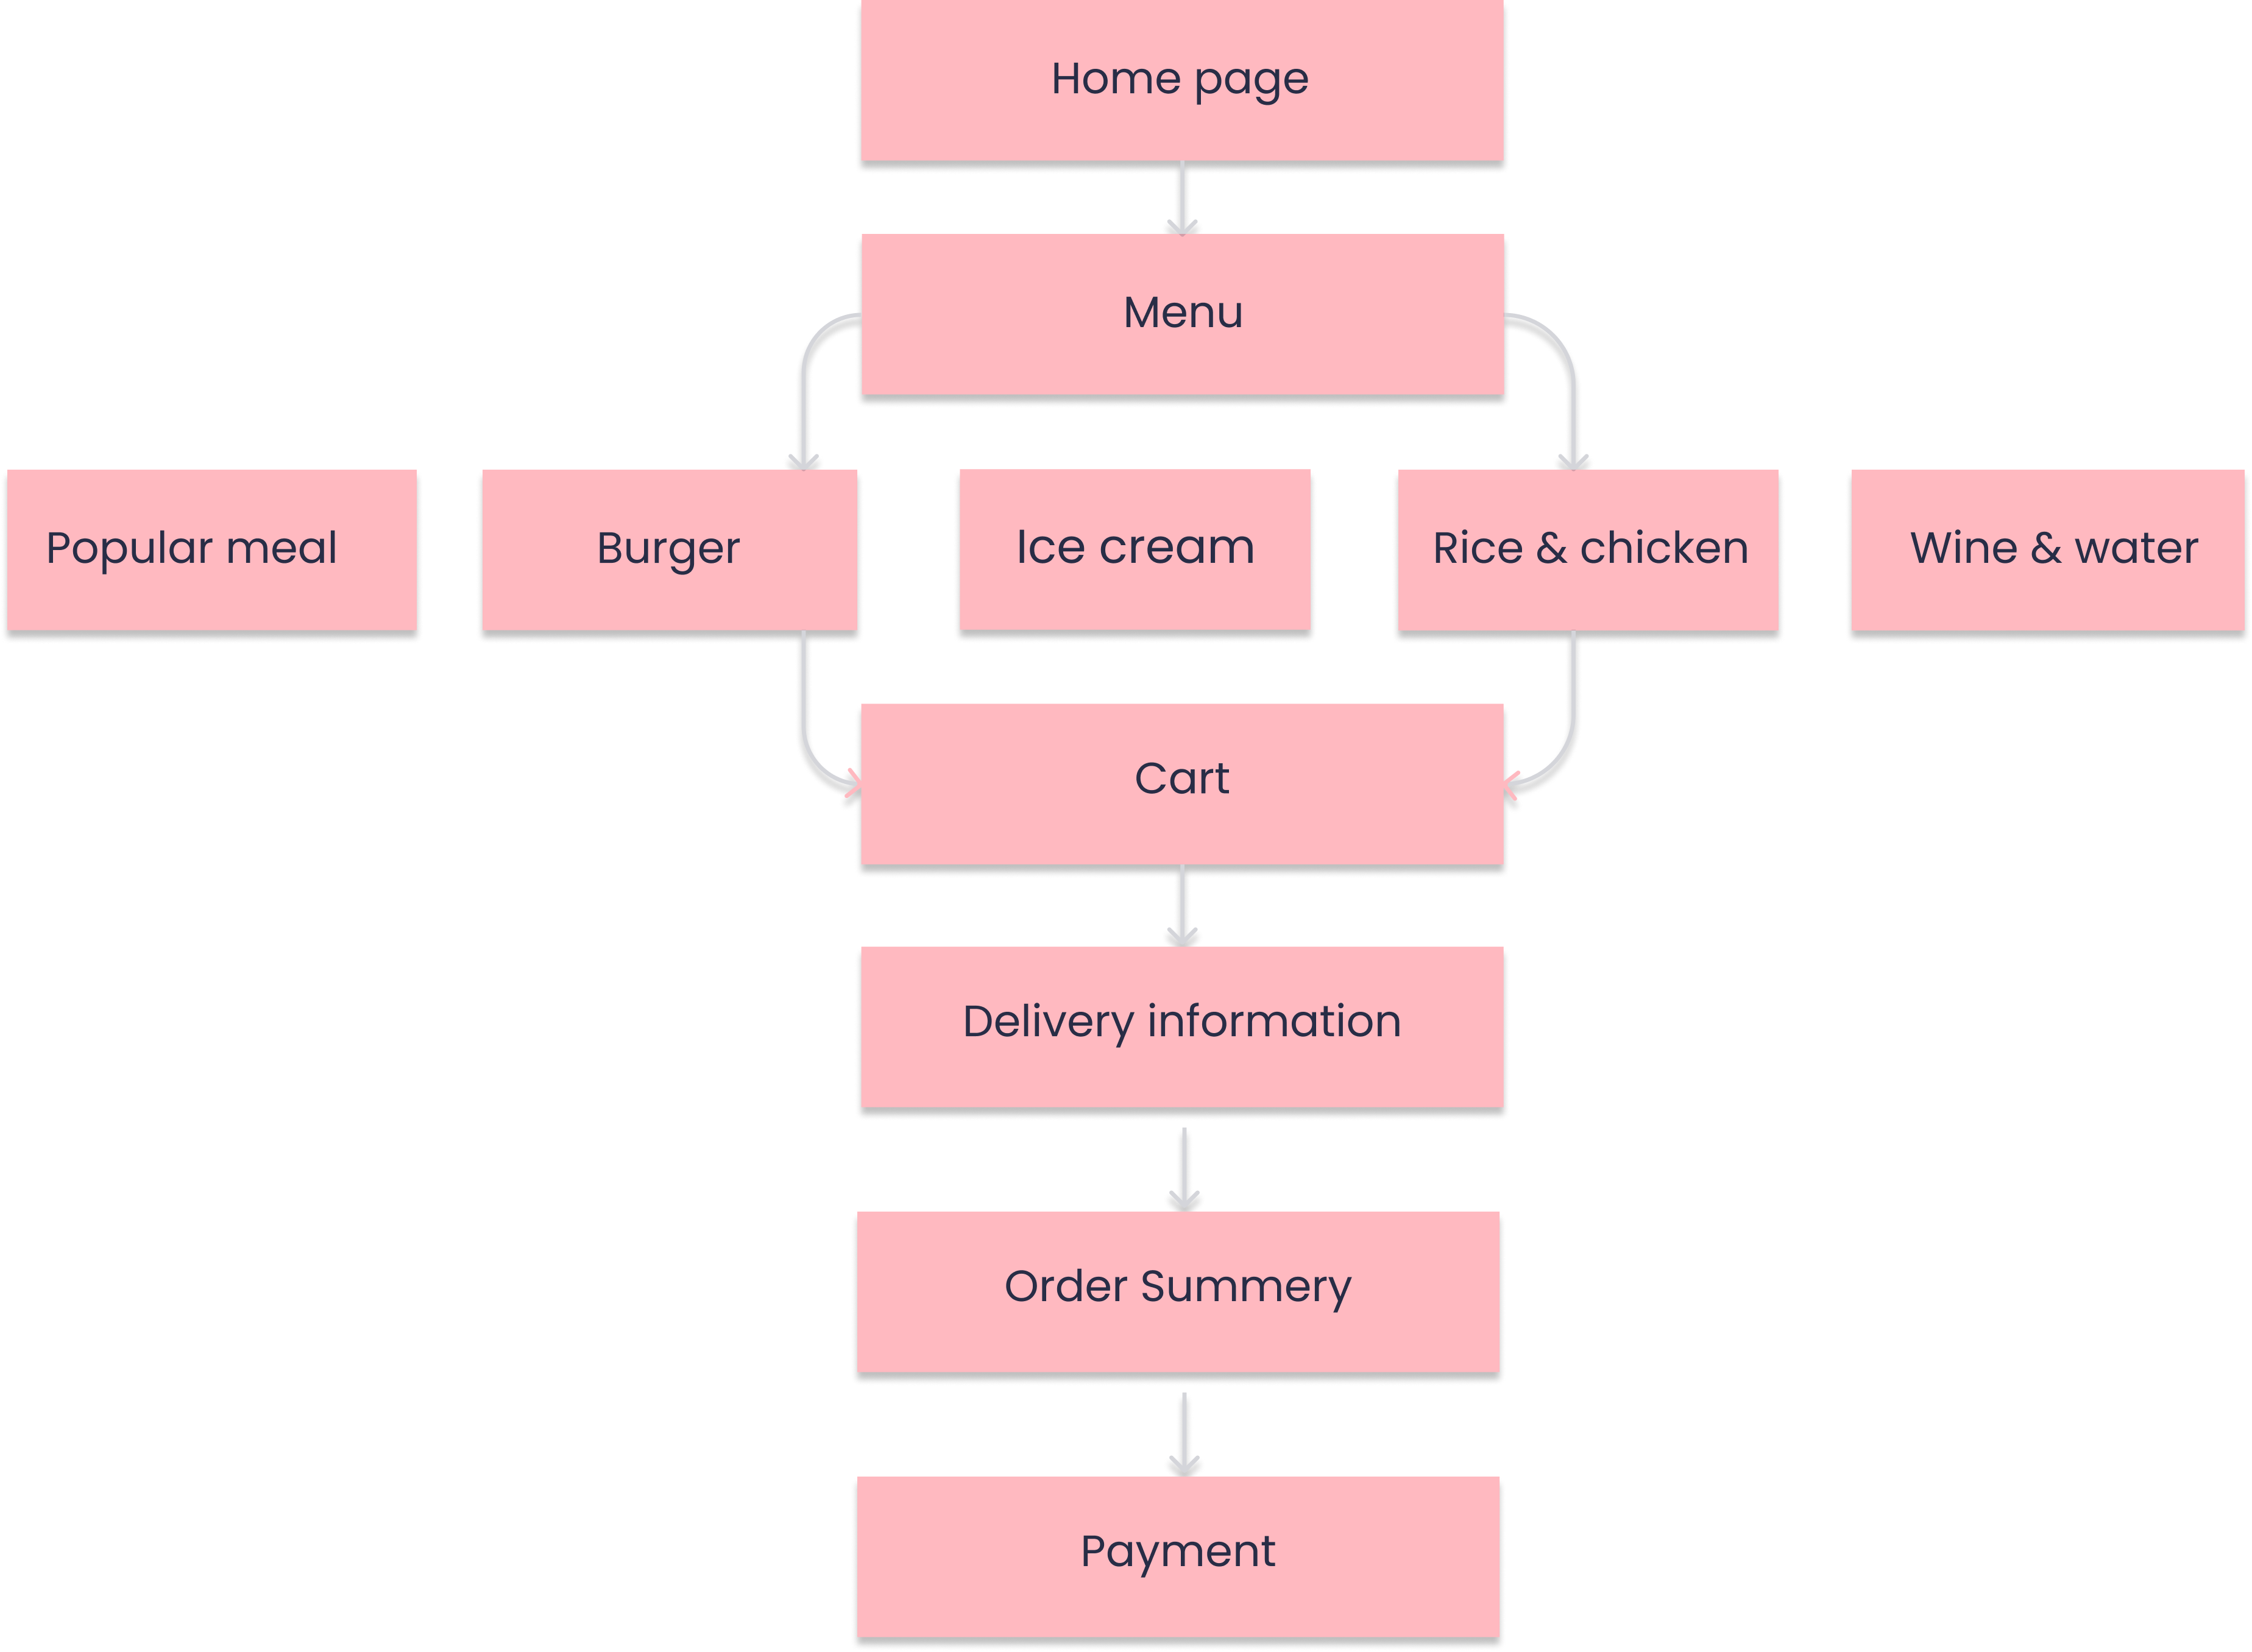 Home page
Menu
Popular meal
Burger
Ice cream
Rice & chicken
Wine & water
Cart
Delivery information
Order Summery
Payment